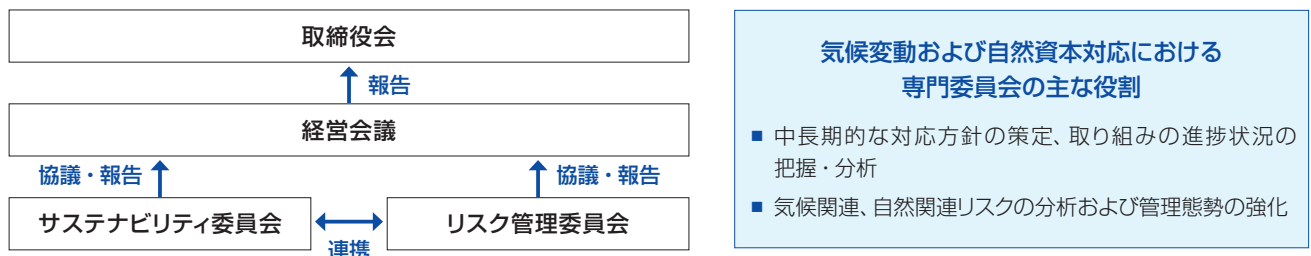 取締役会
報告
経営会議
協議・報告
協議・報告
サステナビリティ委員会
連携
リスク管理委員会
気候変動および自然資本対応における
専門委員会の主な役割
■ 中長期的な対応方針の策定、取り組みの進捗状況の
把握・分析
■ 気候関連、自然関連リスクの分析および管理態勢の強化